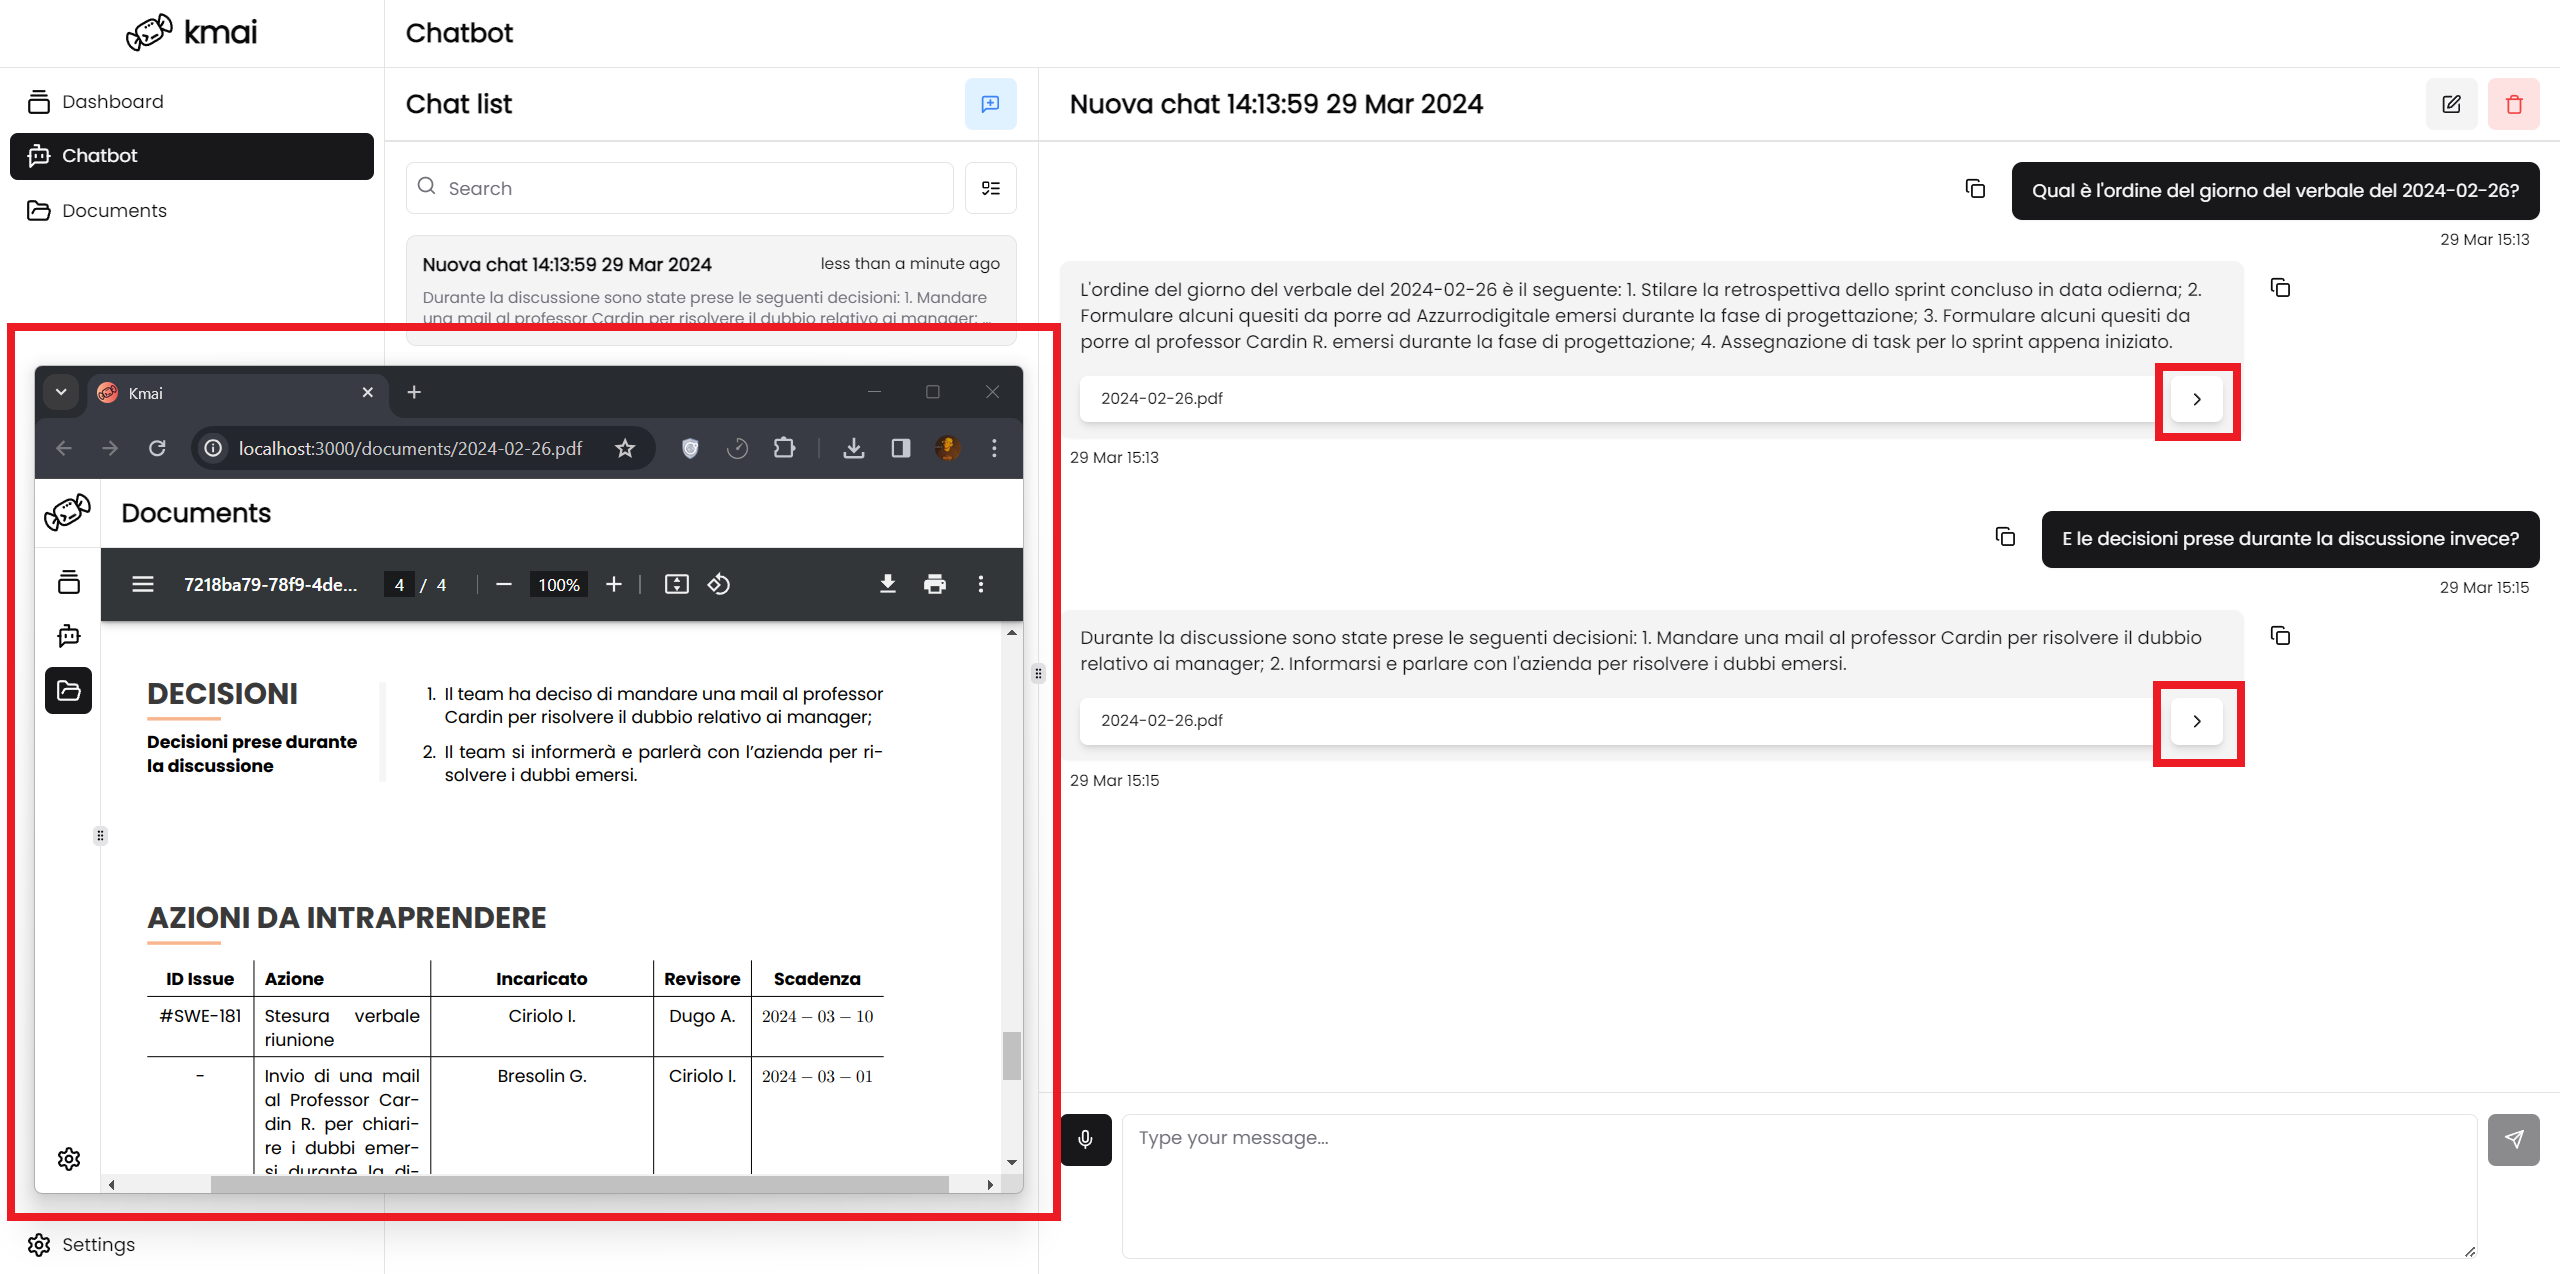 kmai
Chatbot
Dashboard
Chatbot
Documents
Settings
Chat list
Search
Nuova chat 14:13:59 29 Mar 2024
less than a minute ago
Durante la discussione sono state prese le seguenti decisioni: 1. Mandare
una mail al professor Cardin per risolvere il dubbio relativo ai manager; ...
Kmai
localhost:3000/documents/2024-02-26.pdf
Documents
7218ba79-78f9-4de... 4 / 4 100%
DECISIONI
Decisioni prese durante
la discussione
1. Il team ha deciso di mandare una mail al professor
Cardin per risolvere il dubbio relativo ai manager;
2. Il team si informerà e parlerà con l'azienda per ri-
solvere i dubbi emersi.
AZIONI DA INTRAPRENDERE
ID Issue Azione Incaricato Revisore Scadenza
#SWE-181 Stesura verbale Ciriolo I. Dugo A. 2024 – 03 – 10
riunione
- Invio di una mail Bresolin G. Ciriolo I. 2024 – 03 – 01
al Professor Car-
din R. per chiari-
re i dubbi emer-
si durante la di-
Nuova chat 14:13:59 29 Mar 2024
Qual è l'ordine del giorno del verbale del 2024-02-26?
29 Mar 15:13
L'ordine del giorno del verbale del 2024-02-26 è il seguente: 1. Stilare la retrospettiva dello sprint concluso in data odierna; 2.
Formulare alcuni quesiti da porre ad Azzurrodigitale emersi durante la fase di progettazione; 3. Formulare alcuni quesiti da
porre al professor Cardin R. emersi durante la fase di progettazione; 4. Assegnazione di task per lo sprint appena iniziato.
2024-02-26.pdf
29 Mar 15:13
E le decisioni prese durante la discussione invece?
29 Mar 15:15
Durante la discussione sono state prese le seguenti decisioni: 1. Mandare una mail al professor Cardin per risolvere il dubbio
relativo ai manager; 2. Informarsi e parlare con l'azienda per risolvere i dubbi emersi.
2024-02-26.pdf
29 Mar 15:15
Type your message...